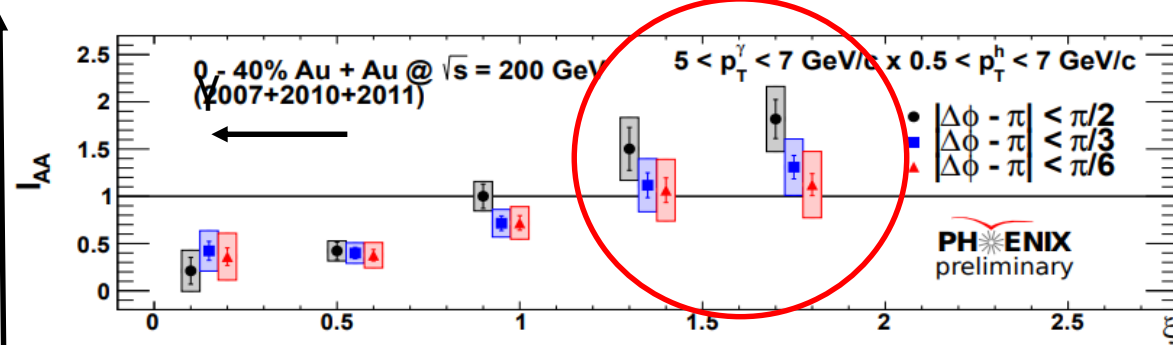 2.5
2
1.5
1
0.5
0
I_AA
0 - 40% Au + Au @ √s = 200 GeV
(2007+2010+2011)
γ
5 < p_T^γ < 7 GeV/c x 0.5 < p_T^h < 7 GeV/c
|Δϕ - π| < π/2
|Δϕ - π| < π/3
|Δϕ - π| < π/6
PHENIX
preliminary
0 0.5 1 1.5 2 2.5
ξ